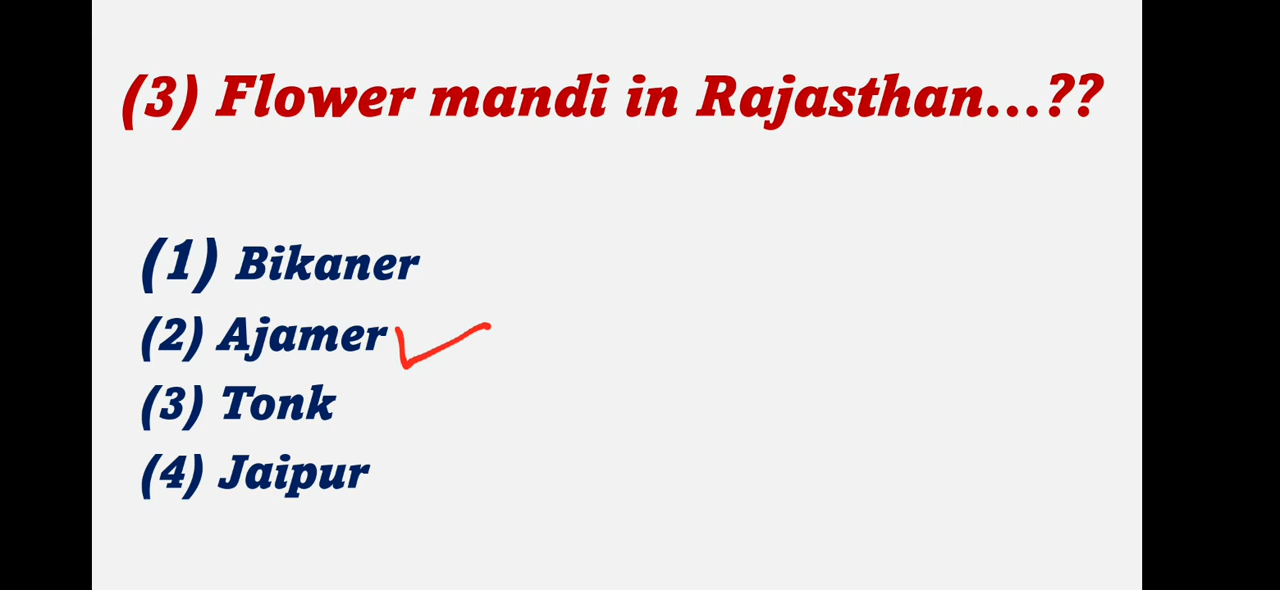 (3) Flower mandi in Rajasthan...??
(1) Bikaner
(2) Ajamer
(3) Tonk
(4) Jaipur